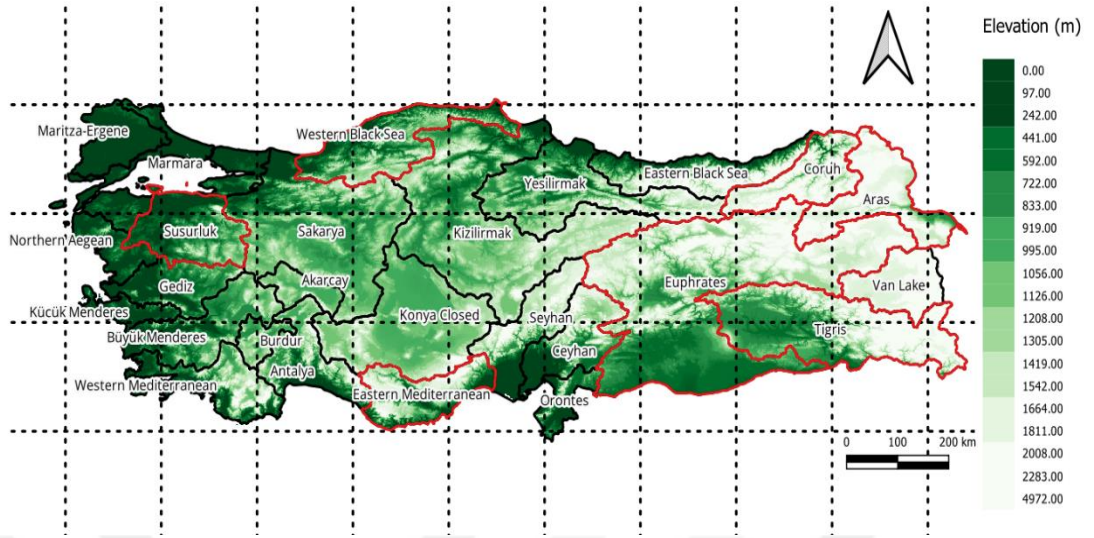 Elevation (m)
0.00
97.00
242.00
441.00
592.00
722.00
833.00
919.00
995.00
1056.00
1126.00
1208.00
1305.00
1419.00
1542.00
1664.00
1811.00
2008.00
2283.00
4972.00
Maritza-Ergene
Western Black Sea
Marmara
Eastern Black Sea
Çoruh
Yesilirmak
Aras
Susurluk
Sakarya
Kizilirmak
Northern Aegean
Gediz
Akarçay
Euphrates
Van Lake
Kücük Menderes
Konya Closed
Seyhan
Tigris
Büyük Menderes
Burdur
Ceyhan
Antalya
Western Mediterranean
Eastern Mediterranean
Orontes
0 100 200 km